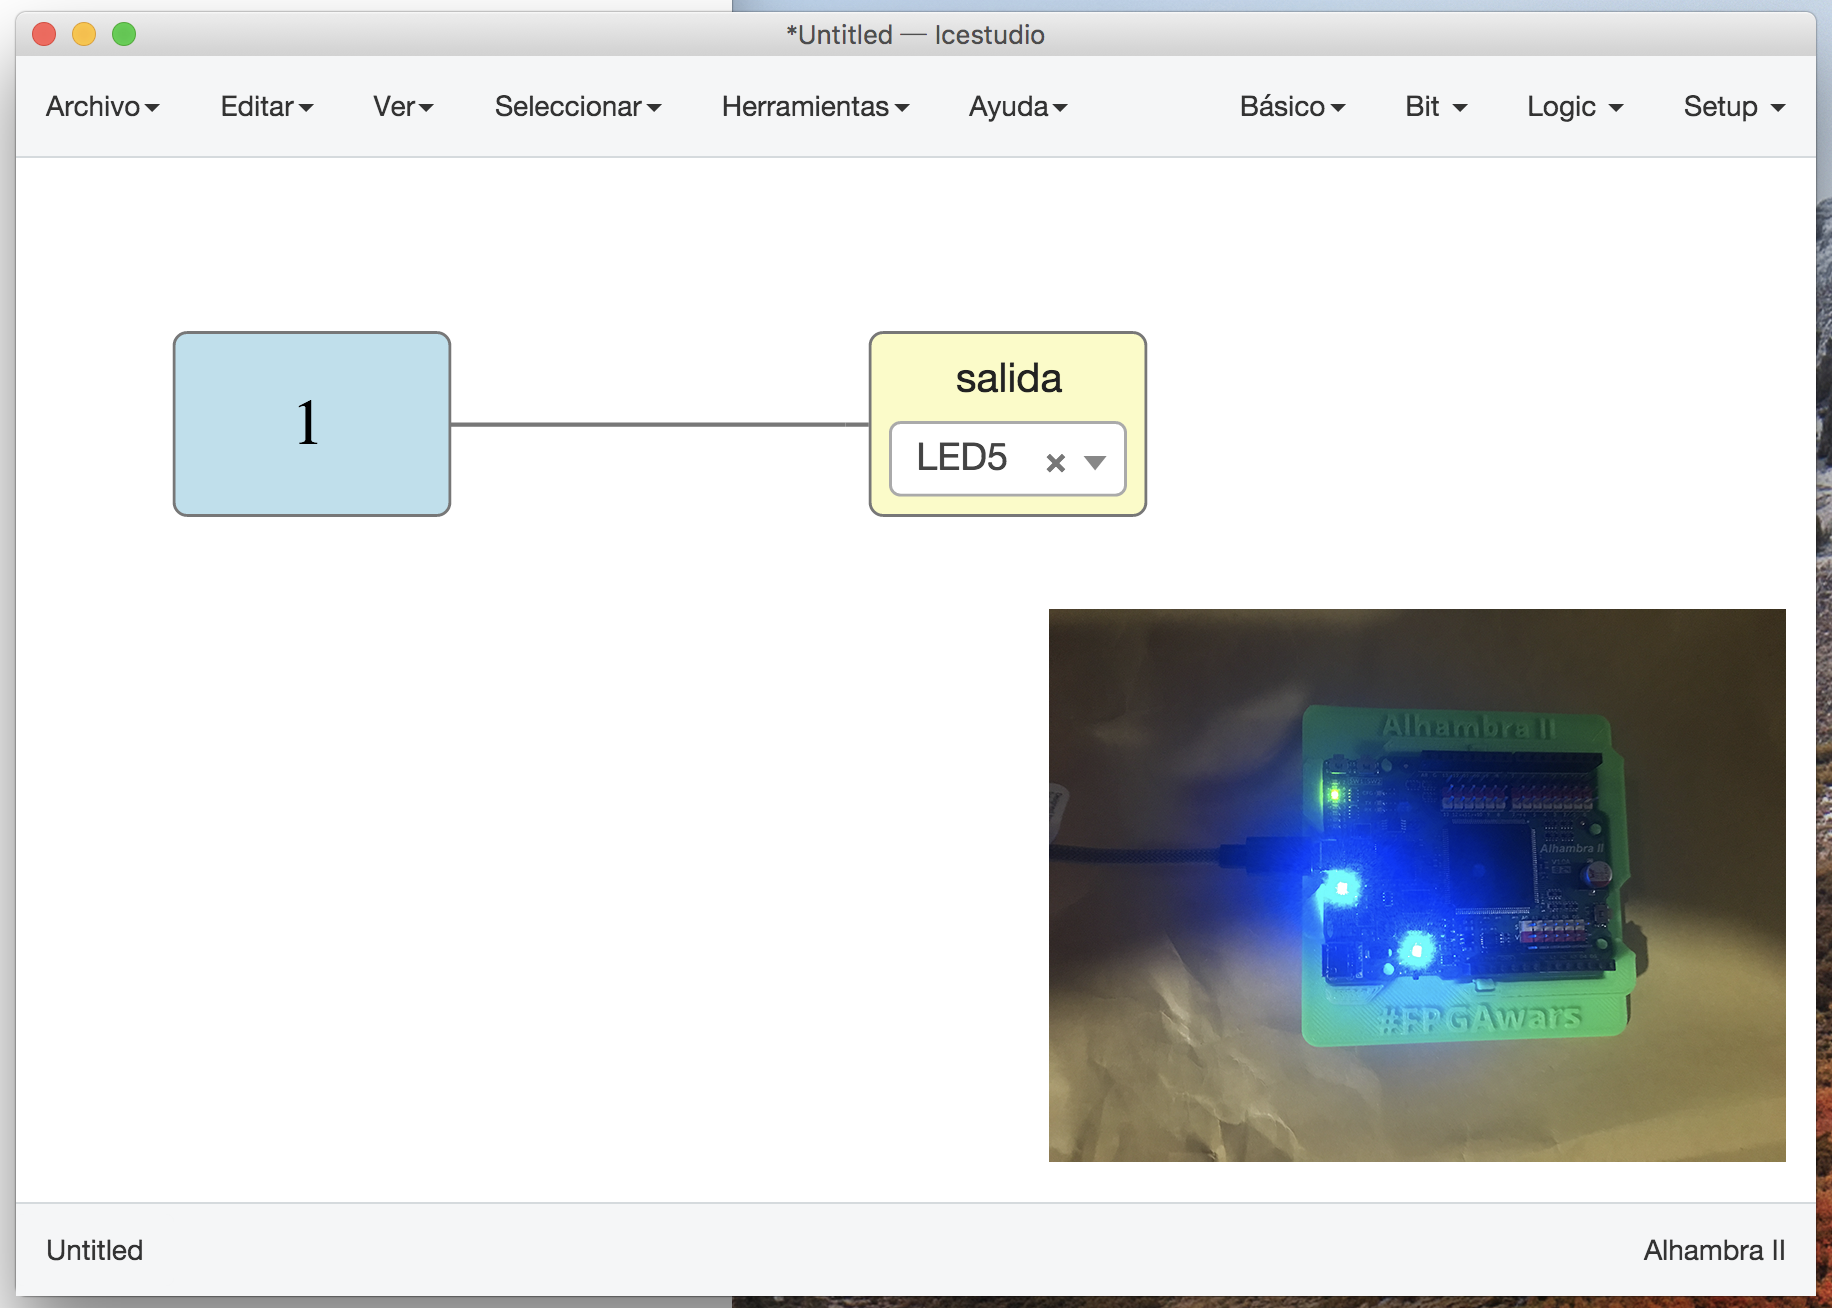 *Untitled — Icestudio
Archivo Editar Ver Seleccionar Herramientas Ayuda Básico Bit Logic Setup
1
salida
LED5
Alhambra II
Alhambra II
#FPGAwars
Untitled Alhambra II